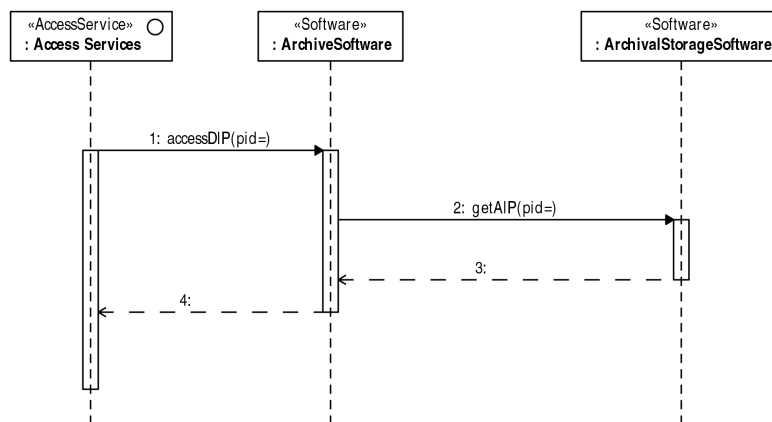 «AccessService»
: Access Services
«Software»
: ArchiveSoftware
«Software»
: ArchivalStorageSoftware
1: accessDIP(pid=)
2: getAIP(pid=)
3:
4: